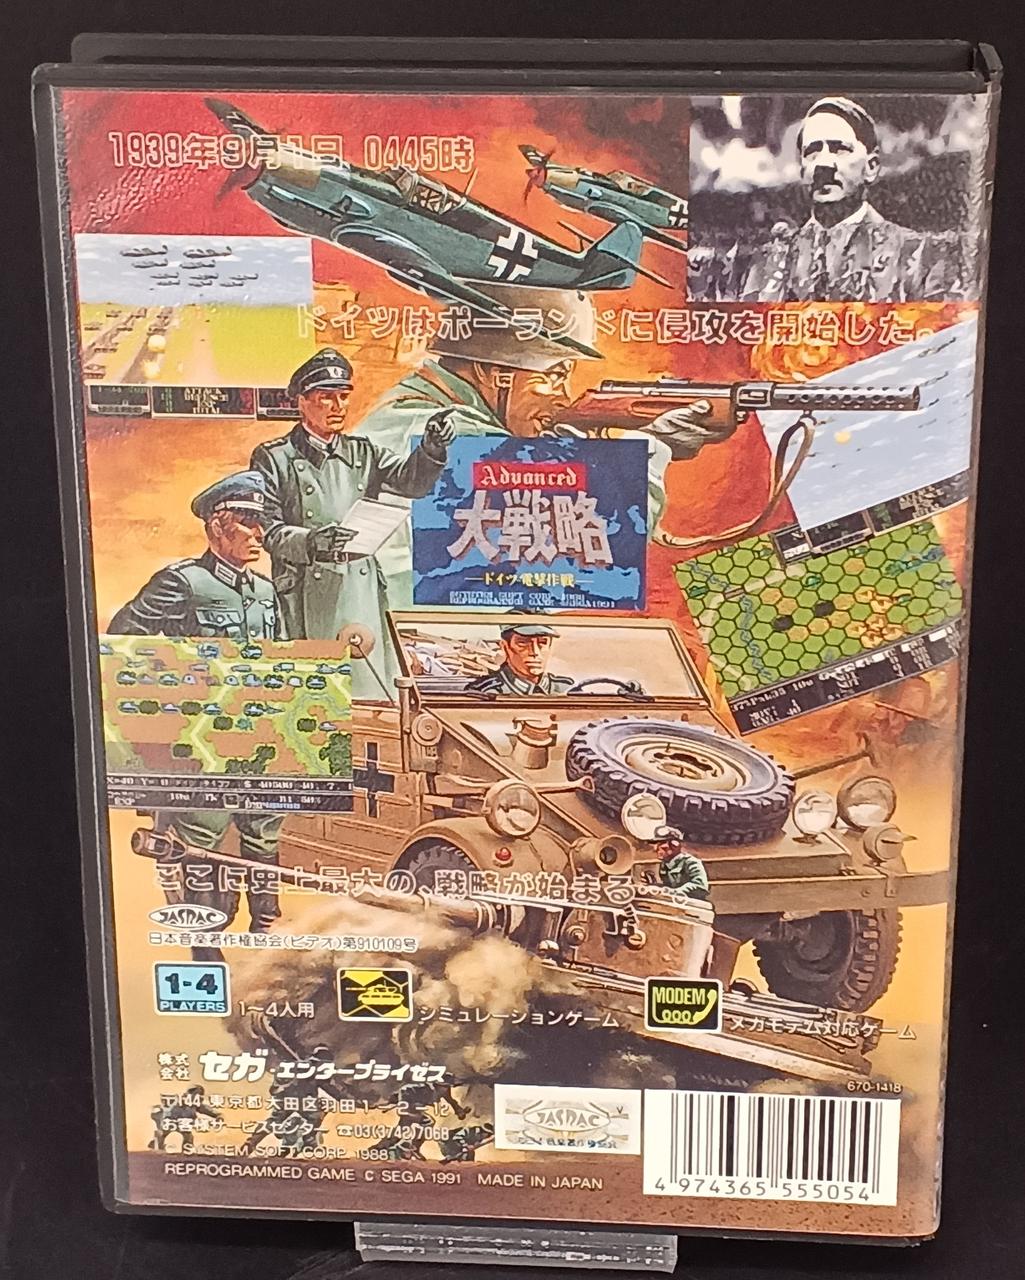 1939年9月1日 0445時
ドイツはポーランドに侵攻を開始した。
ATTACK
DEFENCE
TOTAL
Advanced
大戦略
—ドイツ電撃作戦—
REPROGRAMMED GAME ©SEGA1991
ここに史上最大の、戦略が始まる……。
JASRAC
日本音楽著作権協会(ビデオ)第910109号
1-4
PLAYERS
1〜4人用
シミュレーションゲーム
MODEM
メガモデム対応ゲーム
株式会社 セガ・エンタープライゼス
670-1418
〒144 東京都大田区羽田1-2-12
お客様サービスセンター ☎03(3742)7068
© SYSTEM SOFT CORP. 1988
REPROGRAMMED GAME © SEGA 1991 MADE IN JAPAN
JASRAC
V
4 974365 555054